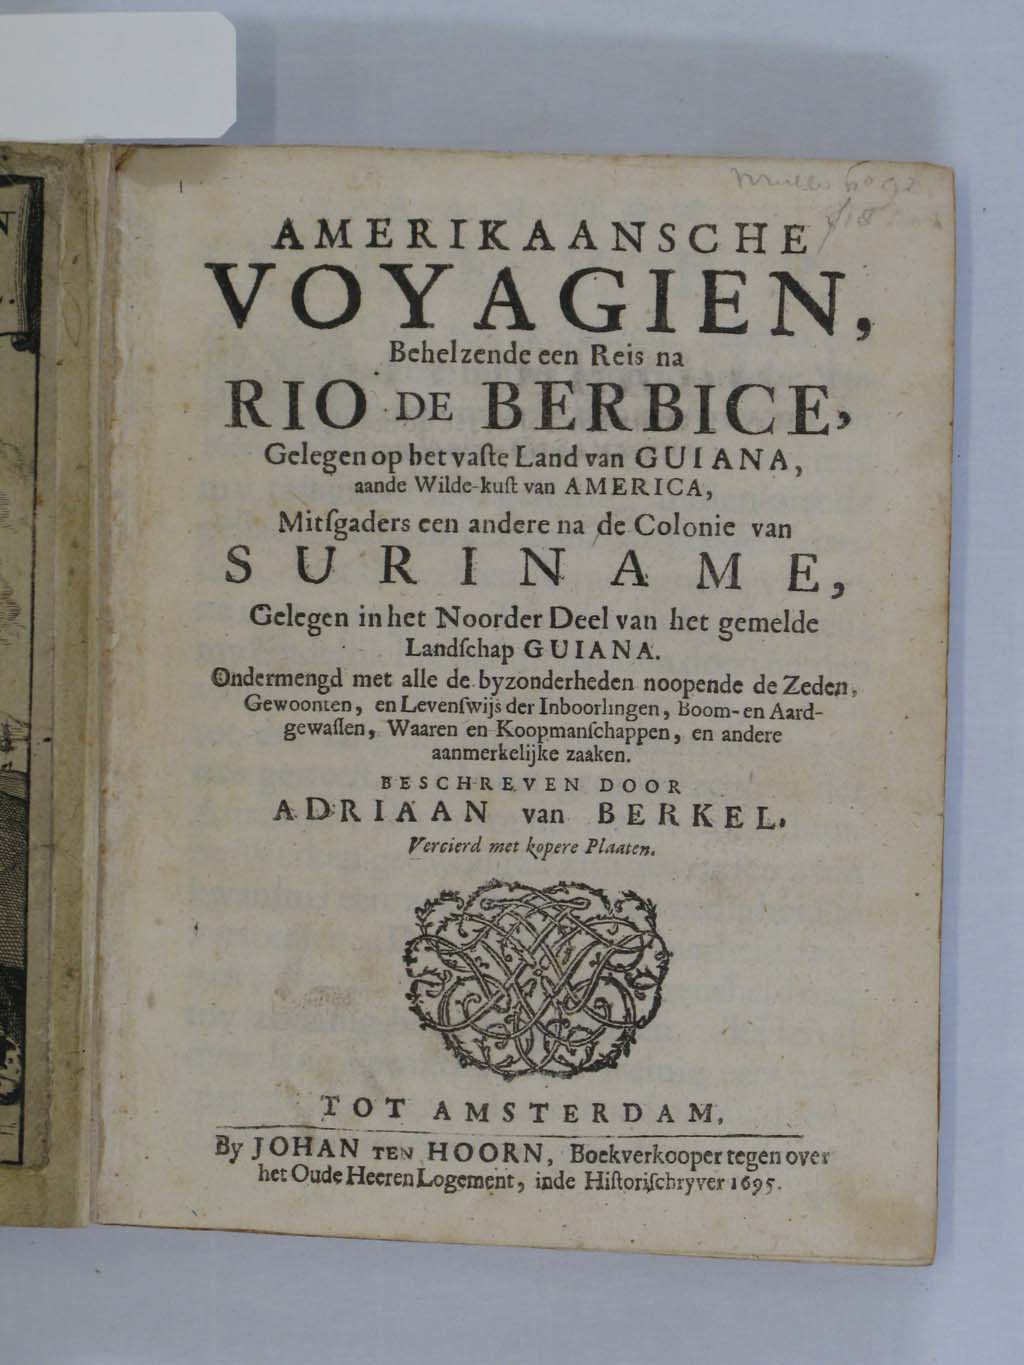 AMERIKAANSCHE
VOYAGIEN,
Behelzende een Reis na
RIO DE BERBICE,
Gelegen op het vaſte Land van GUIANA,
aande Wilde-kuſt van AMERICA,
Mitſgaders een andere na de Colonie van
SURINAME,
Gelegen in het Noorder Deel van het gemelde
Landſchap GUIANA.
Ondermengd met alle de byzonderheden noopende de Zeden,
Gewoonten, en Levenſwijs der Inboorlingen, Boom- en Aard-
gewaſſen, Waaren en Koopmanſchappen, en andere
aanmerkelijke zaaken.
BESCHREVEN DOOR
ADRIAAN van BERKEL.
Vercierd met kopere Plaaten.
TOT AMSTERDAM,
By JOHAN TEN HOORN, Boekverkooper tegen over
het Oude Heeren Logement, inde Hiſtoriſchryver 1695.